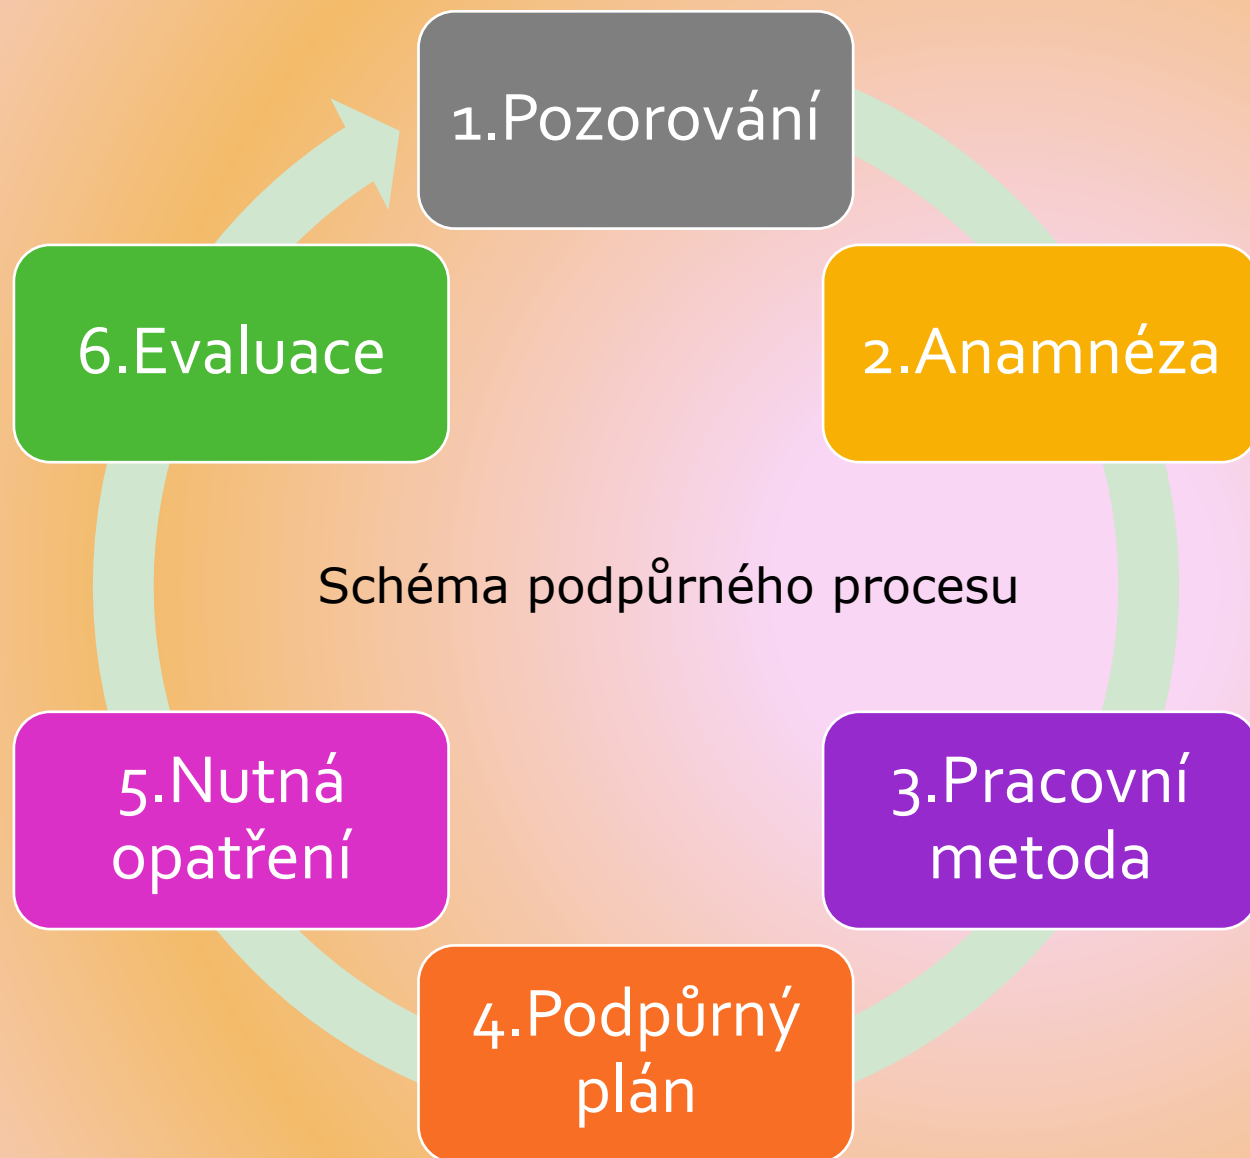 1.Pozorování
2.Anamnéza
3.Pracovní
metoda
4.Podpůrný
plán
5.Nutná
opatření
6.Evaluace
Schéma podpůrného procesu